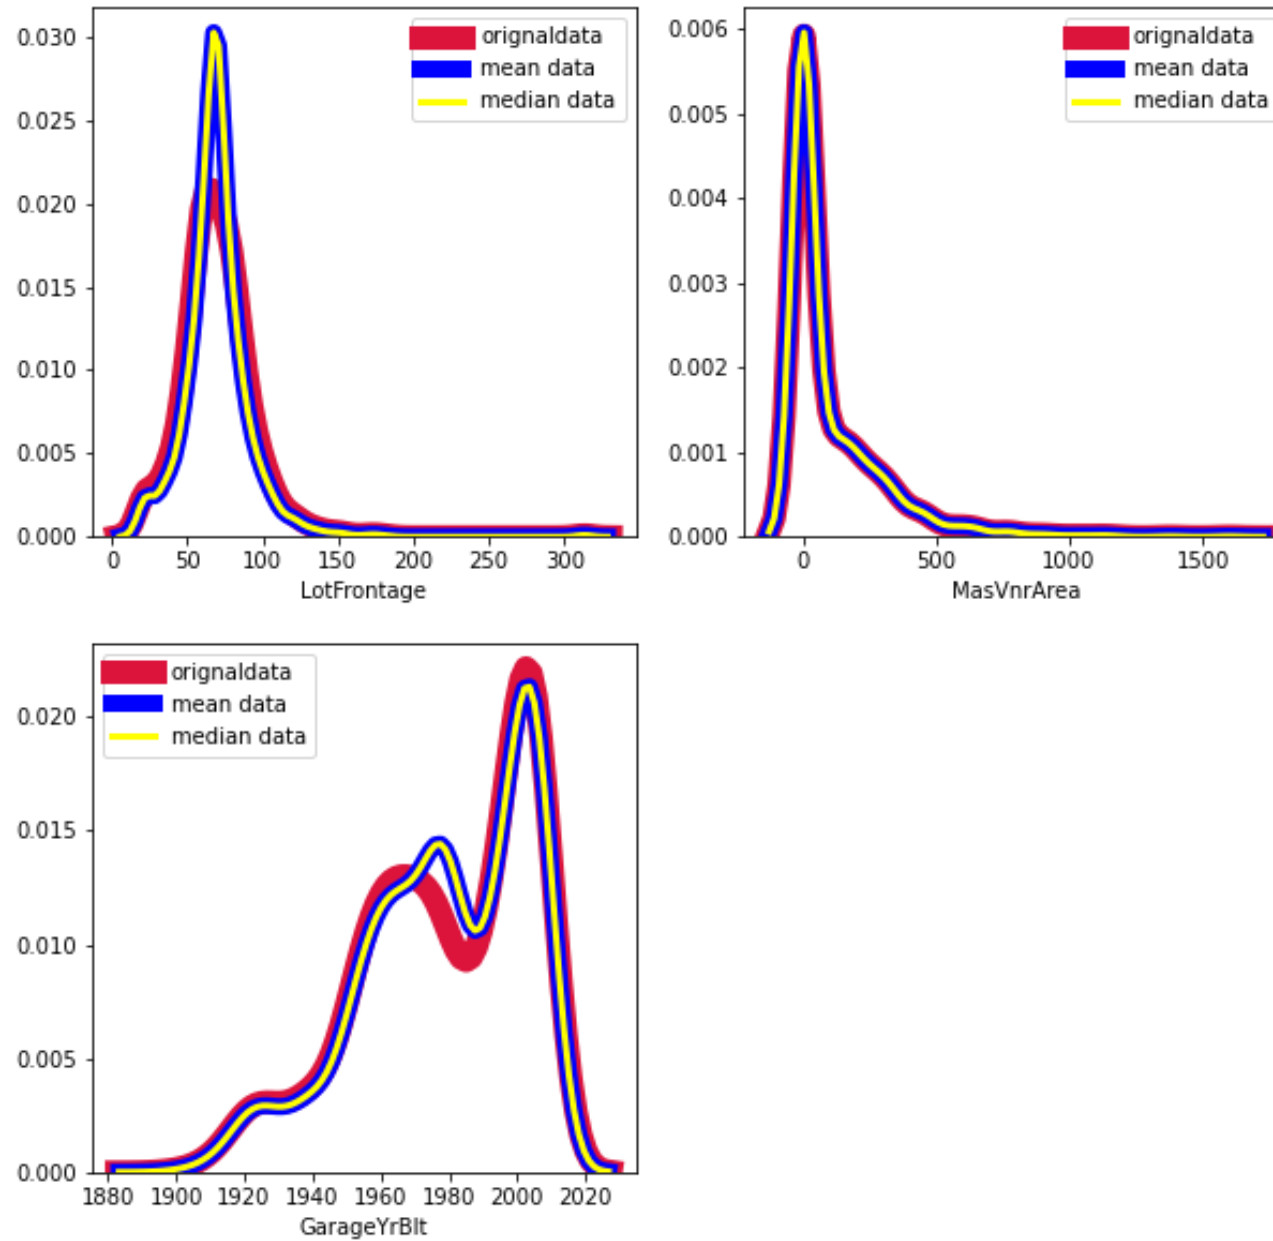 0.030
0.025
0.020
0.015
0.010
0.005
0.000
orignaldata
mean data
median data
0 50 100 150 200 250 300
LotFrontage
0.006
0.005
0.004
0.003
0.002
0.001
0.000
orignaldata
mean data
median data
0 500 1000 1500
MasVnrArea
0.020
0.015
0.010
0.005
0.000
orignaldata
mean data
median data
1880 1900 1920 1940 1960 1980 2000 2020
GarageYrBlt